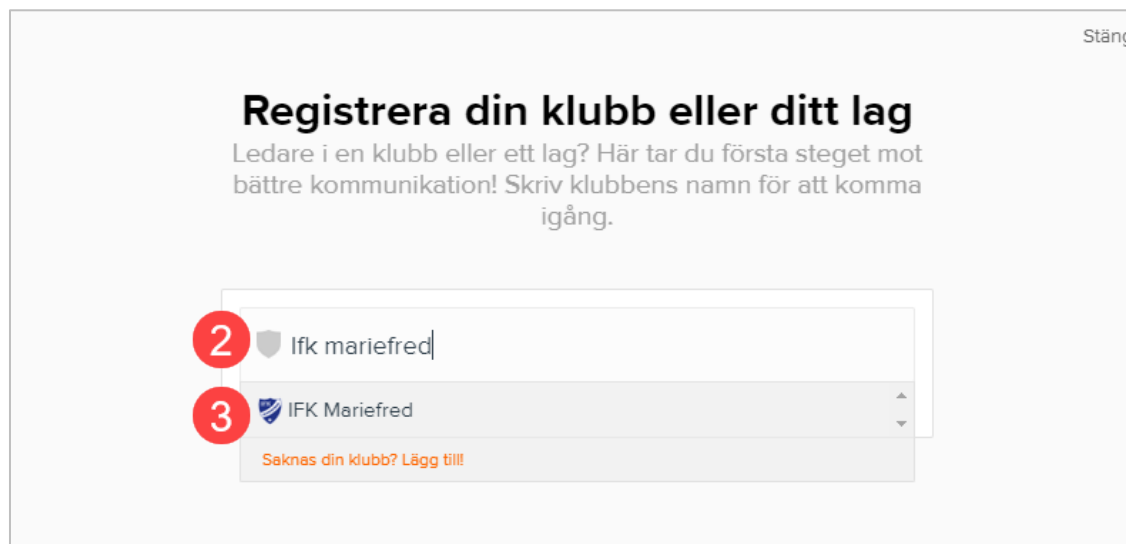 Stäng
Registrera din klubb eller ditt lag
Ledare i en klubb eller ett lag? Här tar du första steget mot
bättre kommunikation! Skriv klubbens namn för att komma
igång.
2 Ifk mariefred
3 IFK Mariefred
Saknas din klubb? Lägg till!